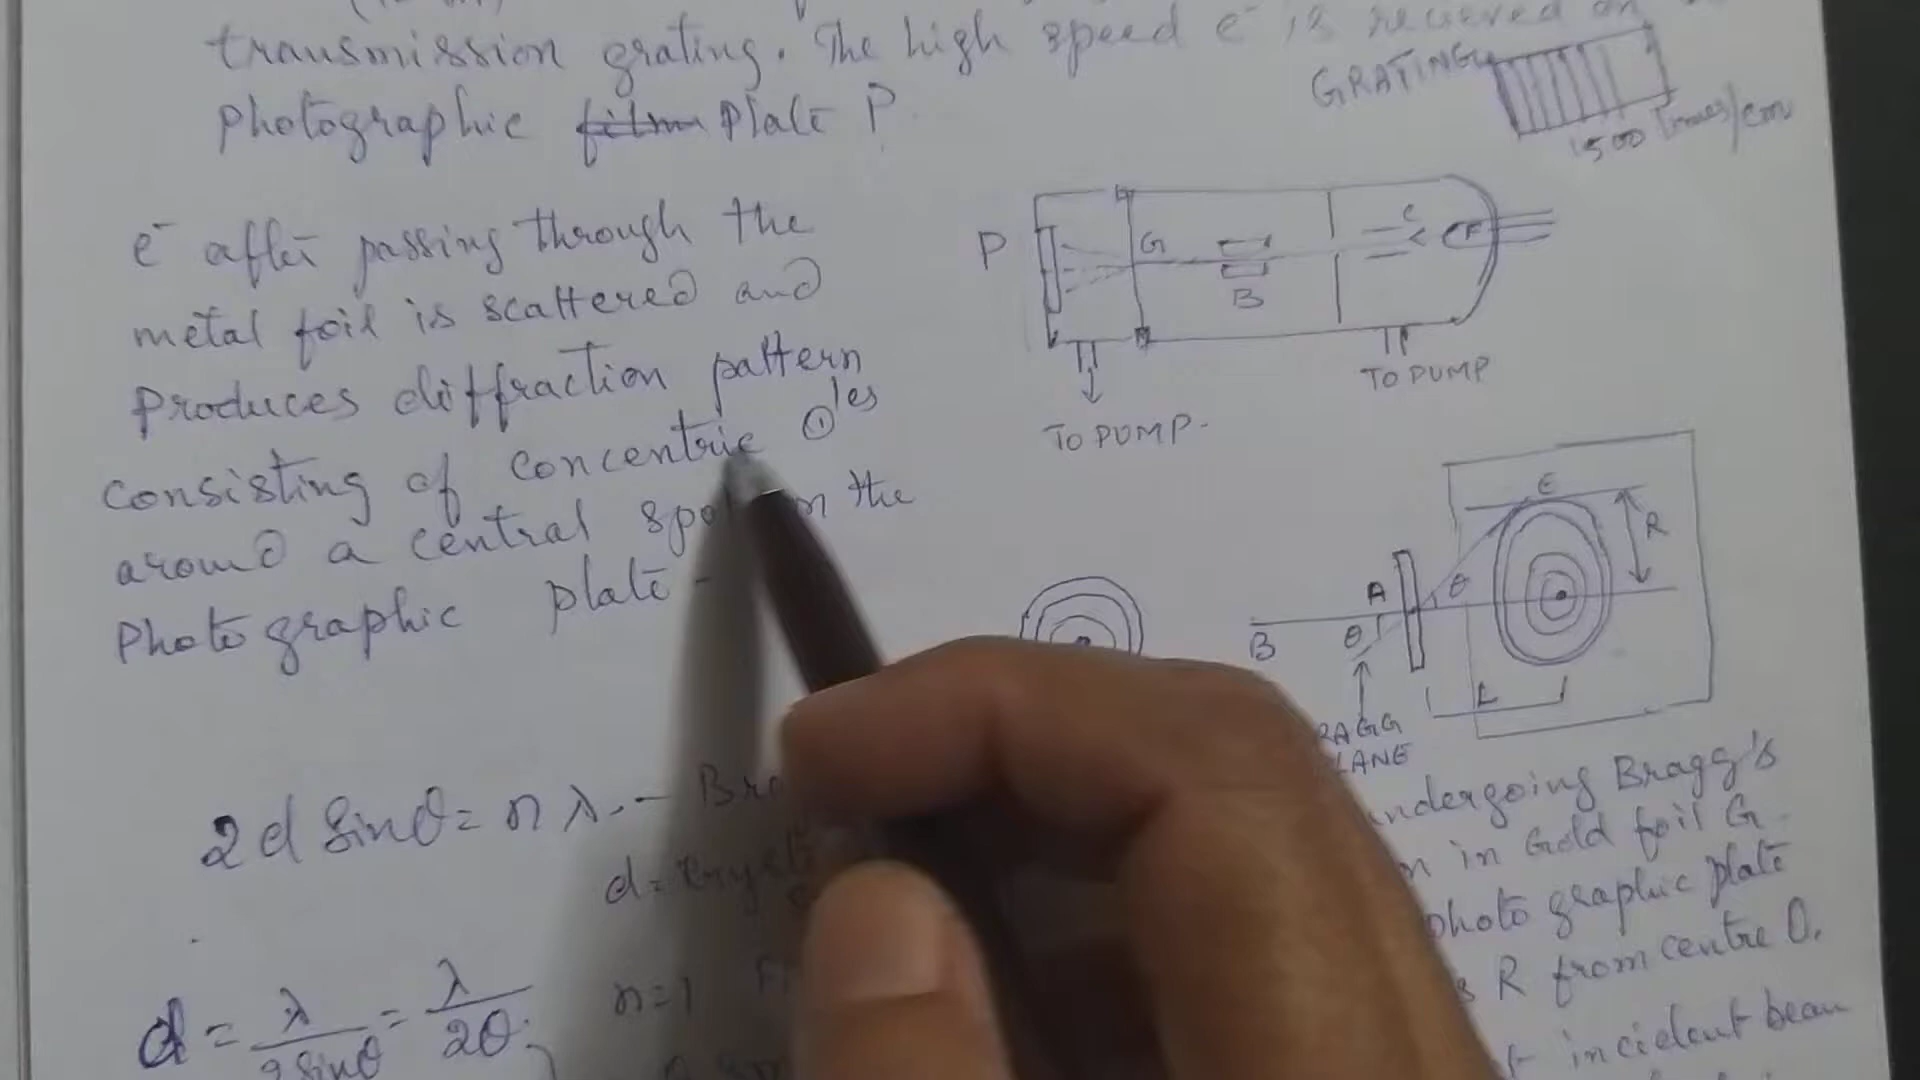 transmission grating. The high speed e⁻ is received on
photographic film plate P.
GRATING
1500 lines/cm
e⁻ after passing through the
metal foil is scattered and
produces diffraction pattern
consisting of concentric ⊙les
around a central spot on the
photographic plate-
P
G
B
C
F
TO PUMP-
TO PUMP
E
R
A
θ
B
θ
L
2d sinθ = nλ. -
d =
n=1
d = λ/2sinθ = λ/2θ.
undergoing Bragg's
in Gold foil G
photographic plate
R from centre O.
incident beam